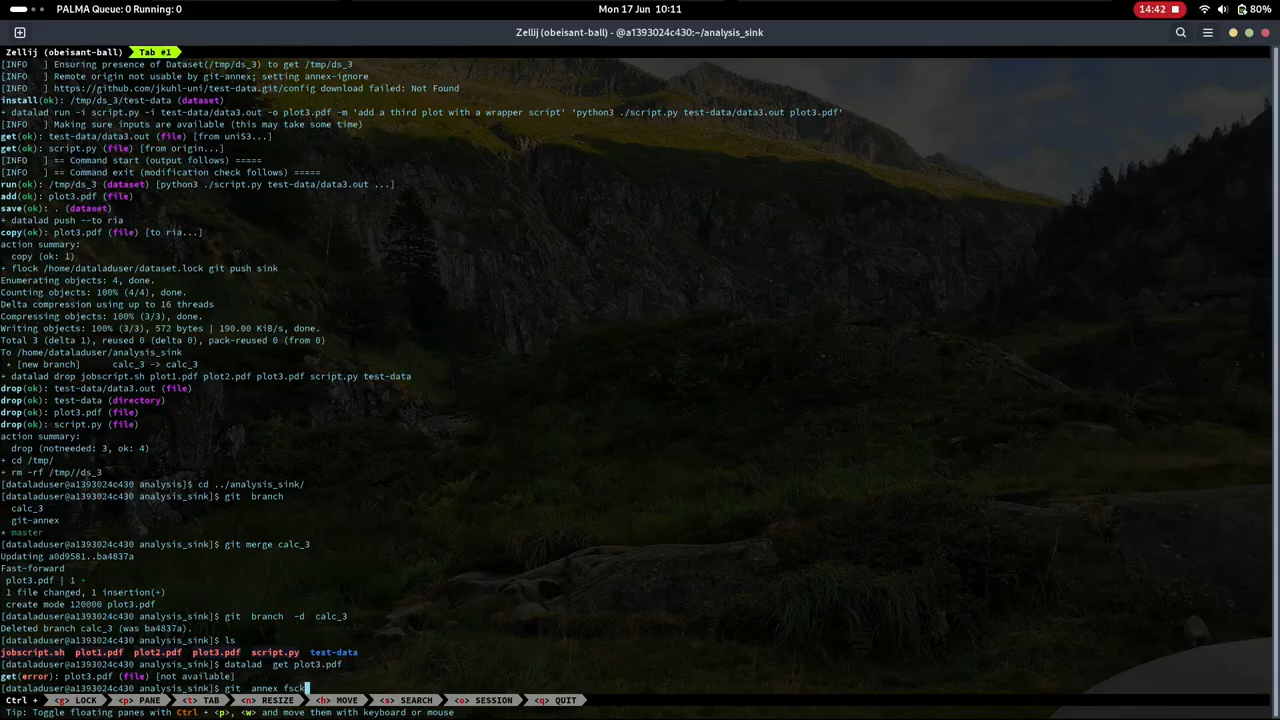 PALMA Queue: 0 Running: 0
Mon 17 Jun 10:11
14:42
80%
Zellij (obeisant-ball) - @a1393024c430:~/analysis_sink
Zellij (obeisant-ball) Tab #1
[INFO   ] Ensuring presence of Dataset(/tmp/ds_3) to get /tmp/ds_3
[INFO   ] Remote origin not usable by git-annex; setting annex-ignore
[INFO   ] https://github.com/jkuhl-uni/test-data.git/config download failed: Not Found
install(ok): /tmp/ds_3/test-data (dataset)
+ datalad run -i script.py -i test-data/data3.out -o plot3.pdf -m 'add a third plot with a wrapper script' 'python3 ./script.py test-data/data3.out plot3.pdf'
[INFO   ] Making sure inputs are available (this may take some time)
get(ok): test-data/data3.out (file) [from uniS3...]
get(ok): script.py (file) [from origin...]
[INFO   ] == Command start (output follows) =====
[INFO   ] == Command exit (modification check follows) =====
run(ok): /tmp/ds_3 (dataset) [python3 ./script.py test-data/data3.out ...]
add(ok): plot3.pdf (file)
save(ok): . (dataset)
+ datalad push --to ria
copy(ok): plot3.pdf (file) [to ria...]
action summary:
  copy (ok: 1)
+ flock /home/dataladuser/dataset.lock git push sink
Enumerating objects: 4, done.
Counting objects: 100% (4/4), done.
Delta compression using up to 16 threads
Compressing objects: 100% (3/3), done.
Writing objects: 100% (3/3), 572 bytes | 190.00 KiB/s, done.
Total 3 (delta 1), reused 0 (delta 0), pack-reused 0 (from 0)
To /home/dataladuser/analysis_sink
 * [new branch]      calc_3 -> calc_3
+ datalad drop jobscript.sh plot1.pdf plot2.pdf plot3.pdf script.py test-data
drop(ok): test-data/data3.out (file)
drop(ok): test-data (directory)
drop(ok): plot3.pdf (file)
drop(ok): script.py (file)
action summary:
  drop (notneeded: 3, ok: 4)
+ cd /tmp/
+ rm -rf /tmp//ds_3
[dataladuser@a1393024c430 analysis]$ cd ../analysis_sink/
[dataladuser@a1393024c430 analysis_sink]$ git  branch
  calc_3
  git-annex
* master
[dataladuser@a1393024c430 analysis_sink]$ git merge calc_3
Updating a0d9581..ba4837a
Fast-forward
 plot3.pdf | 1 +
 1 file changed, 1 insertion(+)
 create mode 120000 plot3.pdf
[dataladuser@a1393024c430 analysis_sink]$ git  branch  -d  calc_3
Deleted branch calc_3 (was ba4837a).
[dataladuser@a1393024c430 analysis_sink]$ ls
jobscript.sh  plot1.pdf  plot2.pdf  plot3.pdf  script.py  test-data
[dataladuser@a1393024c430 analysis_sink]$ datalad  get plot3.pdf
get(error): plot3.pdf (file) [not available]
[dataladuser@a1393024c430 analysis_sink]$ git  annex fsck
Ctrl + <g> LOCK <p> PANE <t> TAB <n> RESIZE <h> MOVE <s> SEARCH <o> SESSION <q> QUIT
Tip: Toggle floating panes with Ctrl + <p>, <w> and move them with keyboard or mouse